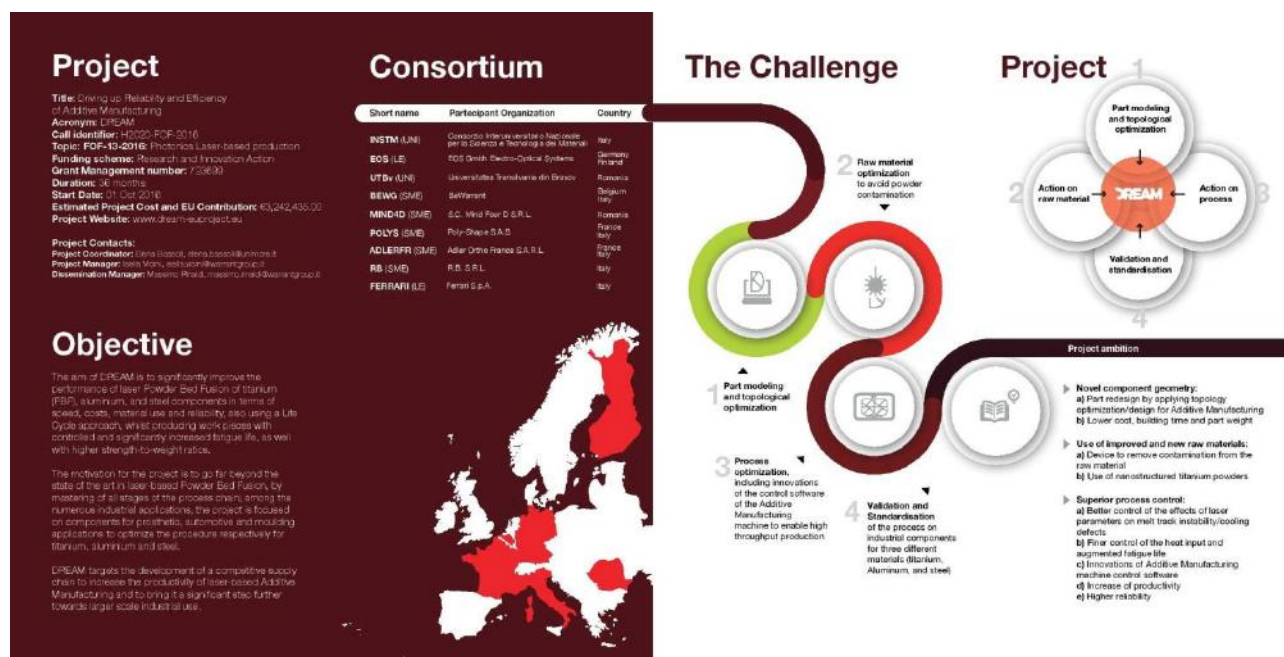 Project
Title: Driving up Reliability and Efficiency
of Additive Manufacturing
Acronym: DREAM
Call identifier: H2020-FOF-2016
Topic: FOF-13-2016: Photonics Laser-based production
Funding scheme: Research and Innovation Action
Grant Management number: 723699
Duration: 36 months
Start Date: 01 Oct 2016
Estimated Project Cost and EU Contribution: €3,242,435.00
Project Website: www.dream-euproject.eu
Project Contacts:
Project Coordinator: Elena Bassoli,
Project Manager:
Dissemination Manager: Massimo
Objective
The aim of DREAM is to significantly improve the
performance of laser Powder Bed Fusion of titanium
(PBF), aluminium, and steel components in terms of
speed, costs, material use and reliability, also using a Life
Cycle approach, whilst producing work pieces with
controlled and significantly increased fatigue life, as well
with higher strength-to-weight ratios.
The motivation for the project is to go far beyond the
state of the art in laser-based Powder Bed Fusion, by
mastering of all stages of the process chain; among the
numerous industrial applications, the project is focused
on components for prosthetic, automotive and moulding
applications to optimize the procedure respectively for
titanium, aluminium and steel.
DREAM targets the development of a competitive supply
chain to increase the productivity of laser-based Additive
Manufacturing and to bring it a significant step further
towards larger scale industrial use.
Consortium
Short name Partecipant Organization Country
INSTM (UNI) Consorzio Interuniversitario Nazionale
per la Scienza e Tecnologia dei Materiali Italy
EOS (LE) EOS Gmbh Electro-Optical Systems Germany
Finland
UTBv (UNI) Universitatea Transilvania din Brasov Romania
BEWG (SME) BeWarrant Belgium
Italy
MIND4D (SME) S.C. Mind Four D S.R.L. Romania
POLYS (SME) Poly-Shape S.A.S France
Italy
ADLERFR (SME) Adler Ortho France S.A.R.L. France
Italy
RB (SME) R.B. S.R.L. Italy
FERRARI (LE) Ferrari S.p.A. Italy
The Challenge
1
Part modeling
and topological
optimization
2
Raw material
optimization
to avoid powder
contamination
3
Process
optimization,
including innovations
of the control software
of the Additive
Manufacturing
machine to enable high
throughput production
4
Validation and
Standardisation
of the process on
industrial components
for three different
materials (titanium,
Aluminum, and steel)
Project
1
Part modeling
and topological
optimization
2
Action on
raw material
DREAM
Action on
process
3
Validation and
standardisation
4
Project ambition
Novel component geometry:
a) Part redesign by applying topology
optimization/design for Additive Manufacturing
b) Lower cost, building time and part weight
Use of improved and new raw materials:
a) Device to remove contamination from the
raw material
b) Use of nanostructured titanium powders
Superior process control:
a) Better control of the effects of laser
parameters on melt track instability/cooling
defects
b) Finer control of the heat input and
augmented fatigue life
c) Innovations of Additive Manufacturing
machine control software
d) Increase of productivity
e) Higher reliability